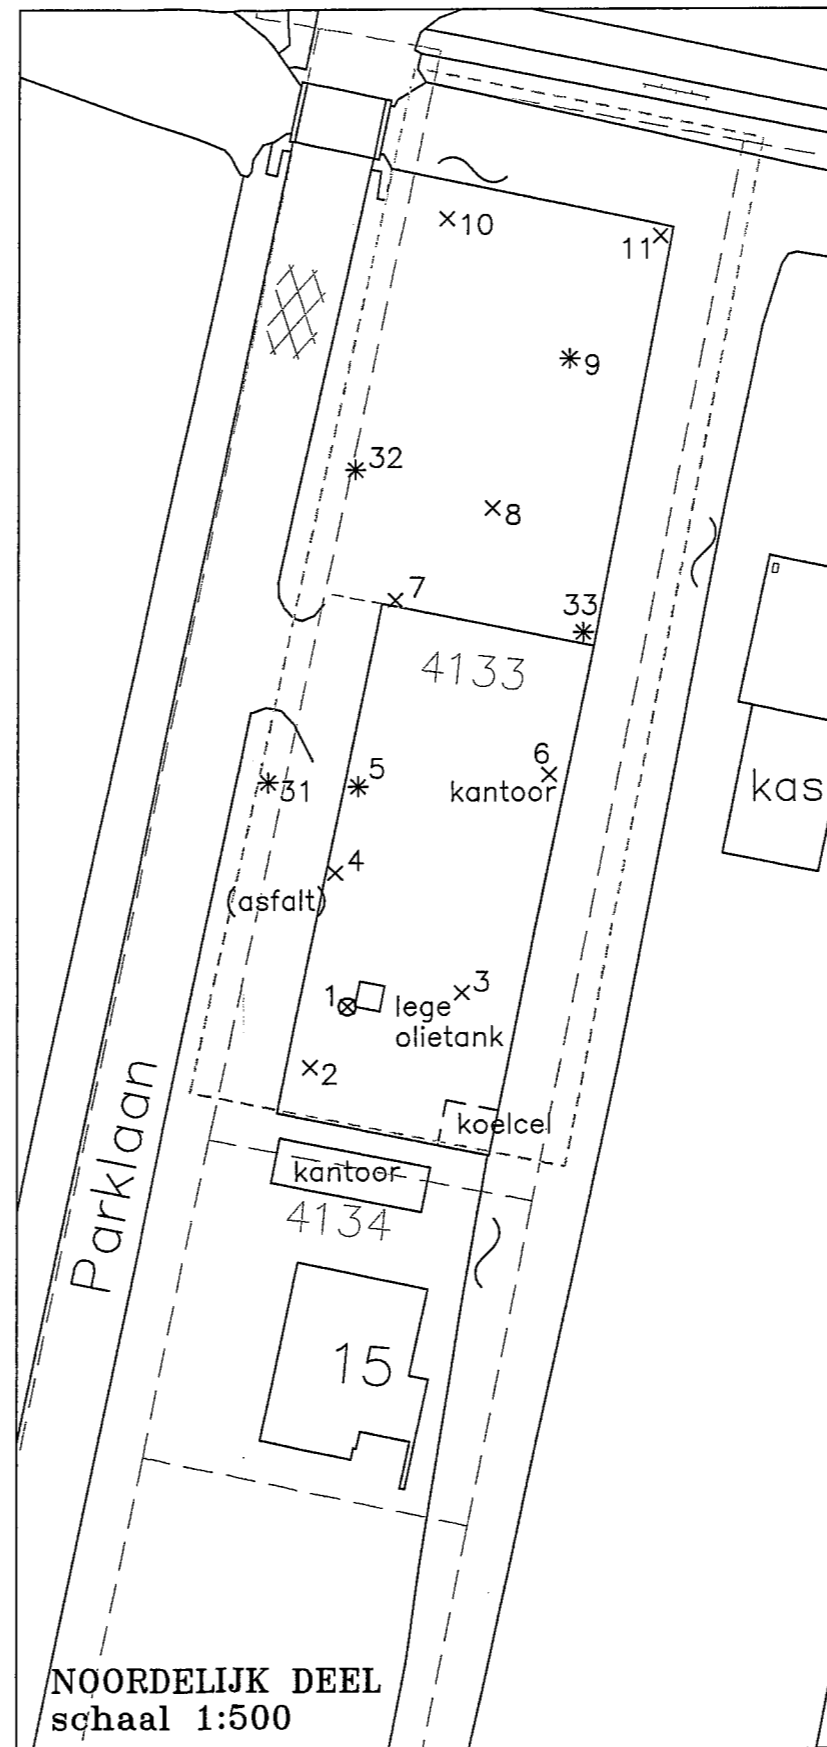 10
11
9
32
8
7
33
4133
6
5
kantoor
kas
31
4
(asfalt)
3
1
lege
olietank
2
koelcel
kantoor
4134
Parklaan
15
NOORDELIJK DEEL
schaal 1:500